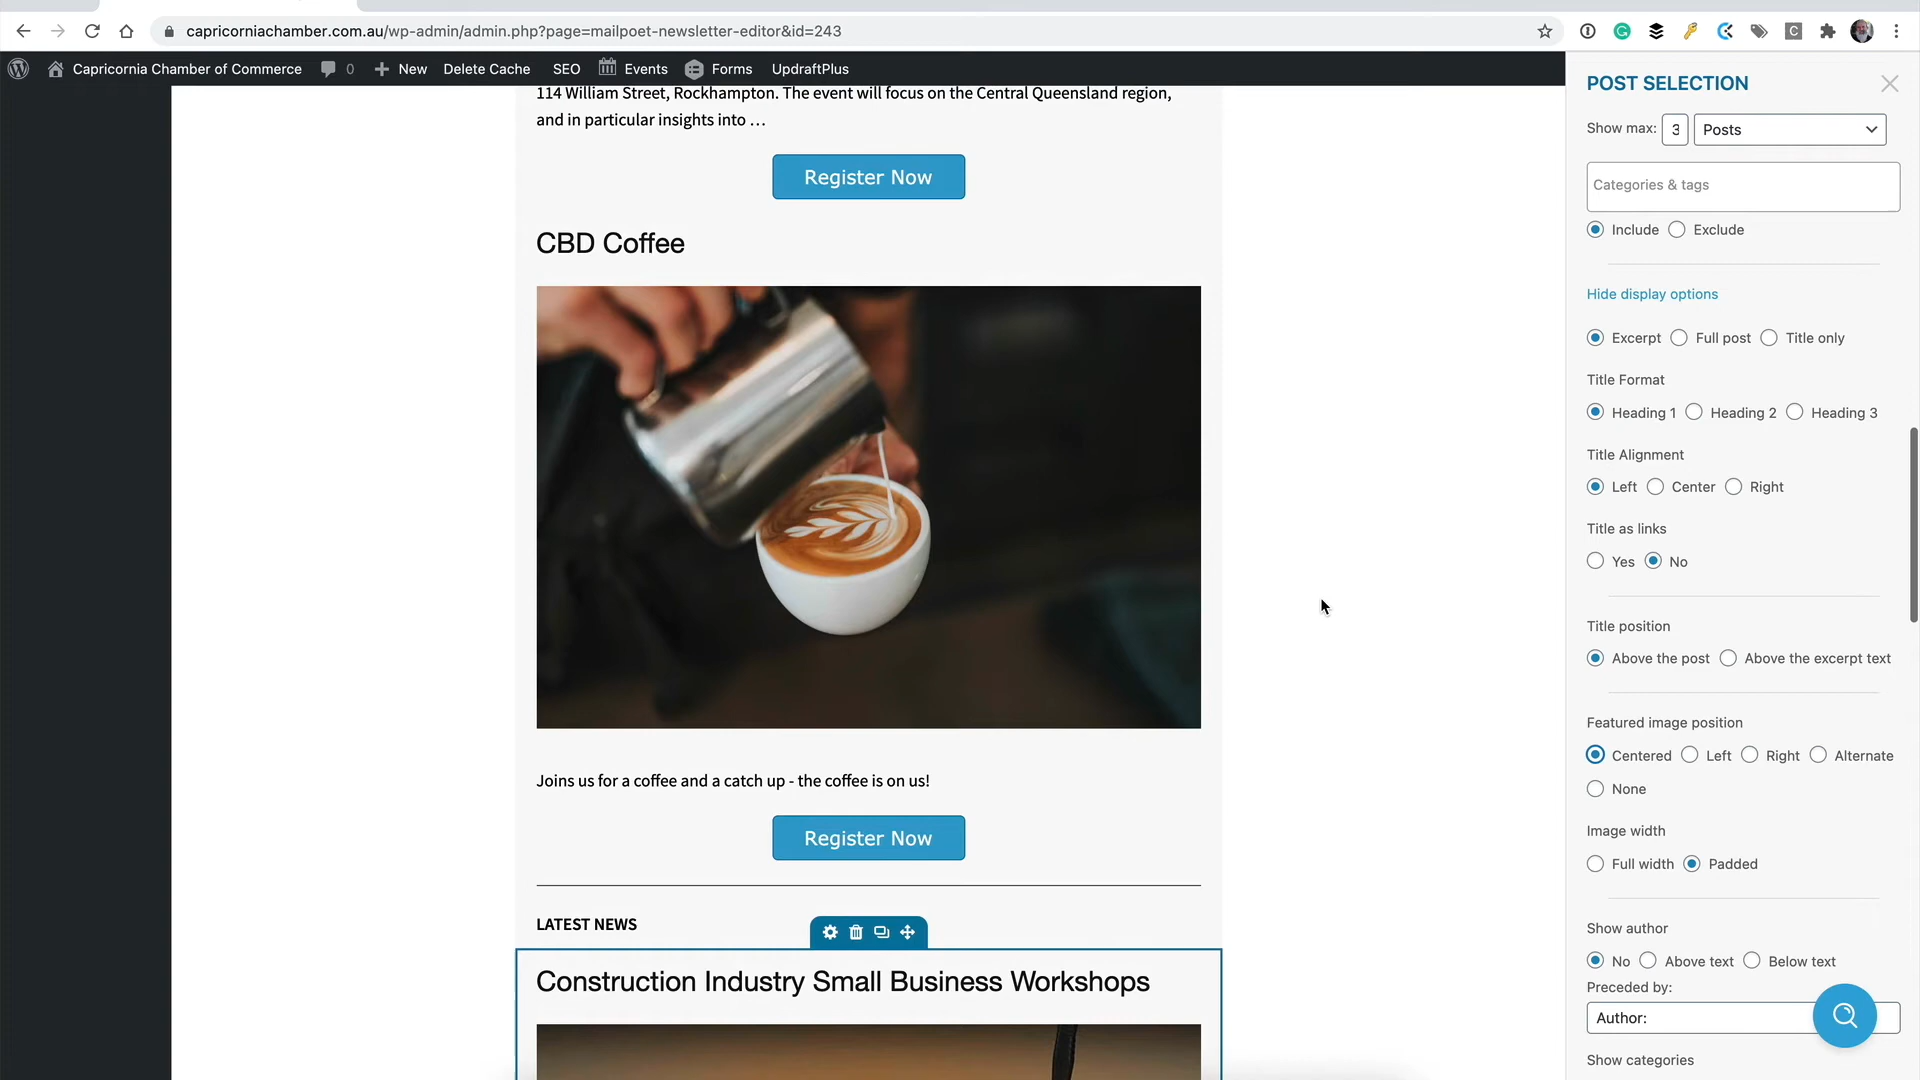 capricorniachamber.com.au/wp-admin/admin.php?page=mailpoet-newsletter-editor&id=243
Capricornia Chamber of Commerce 0 New Delete Cache SEO Events Forms UpdraftPlus
114 William Street, Rockhampton. The event will focus on the Central Queensland region,
and in particular insights into …
Register Now
CBD Coffee
Joins us for a coffee and a catch up - the coffee is on us!
Register Now
LATEST NEWS
Construction Industry Small Business Workshops
POST SELECTION
Show max: 3 Posts
Categories & tags
Include Exclude
Hide display options
Excerpt Full post Title only
Title Format
Heading 1 Heading 2 Heading 3
Title Alignment
Left Center Right
Title as links
Yes No
Title position
Above the post Above the excerpt text
Featured image position
Centered Left Right Alternate
None
Image width
Full width Padded
Show author
No Above text Below text
Preceded by:
Author:
Show categories